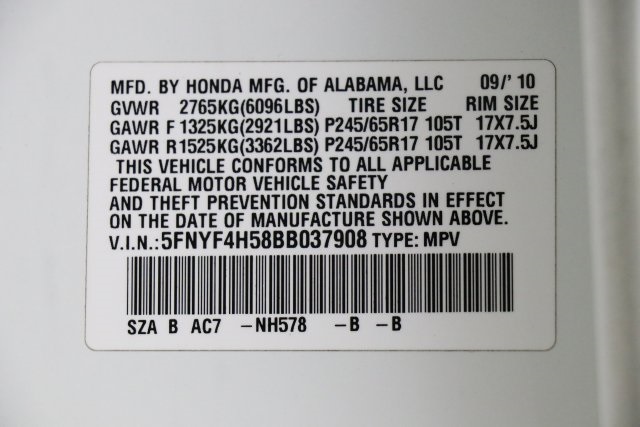 MFD. BY HONDA MFG. OF ALABAMA, LLC 09/' 10
GVWR 2765KG(6096LBS) TIRE SIZE RIM SIZE
GAWR F 1325KG(2921LBS) P245/65R17 105T 17X7.5J
GAWR R1525KG(3362LBS) P245/65R17 105T 17X7.5J
THIS VEHICLE CONFORMS TO ALL APPLICABLE
FEDERAL MOTOR VEHICLE SAFETY
AND THEFT PREVENTION STANDARDS IN EFFECT
ON THE DATE OF MANUFACTURE SHOWN ABOVE.
V.I.N.:5FNYF4H58BB037908 TYPE: MPV
SZA B AC7 -NH578 -B -B